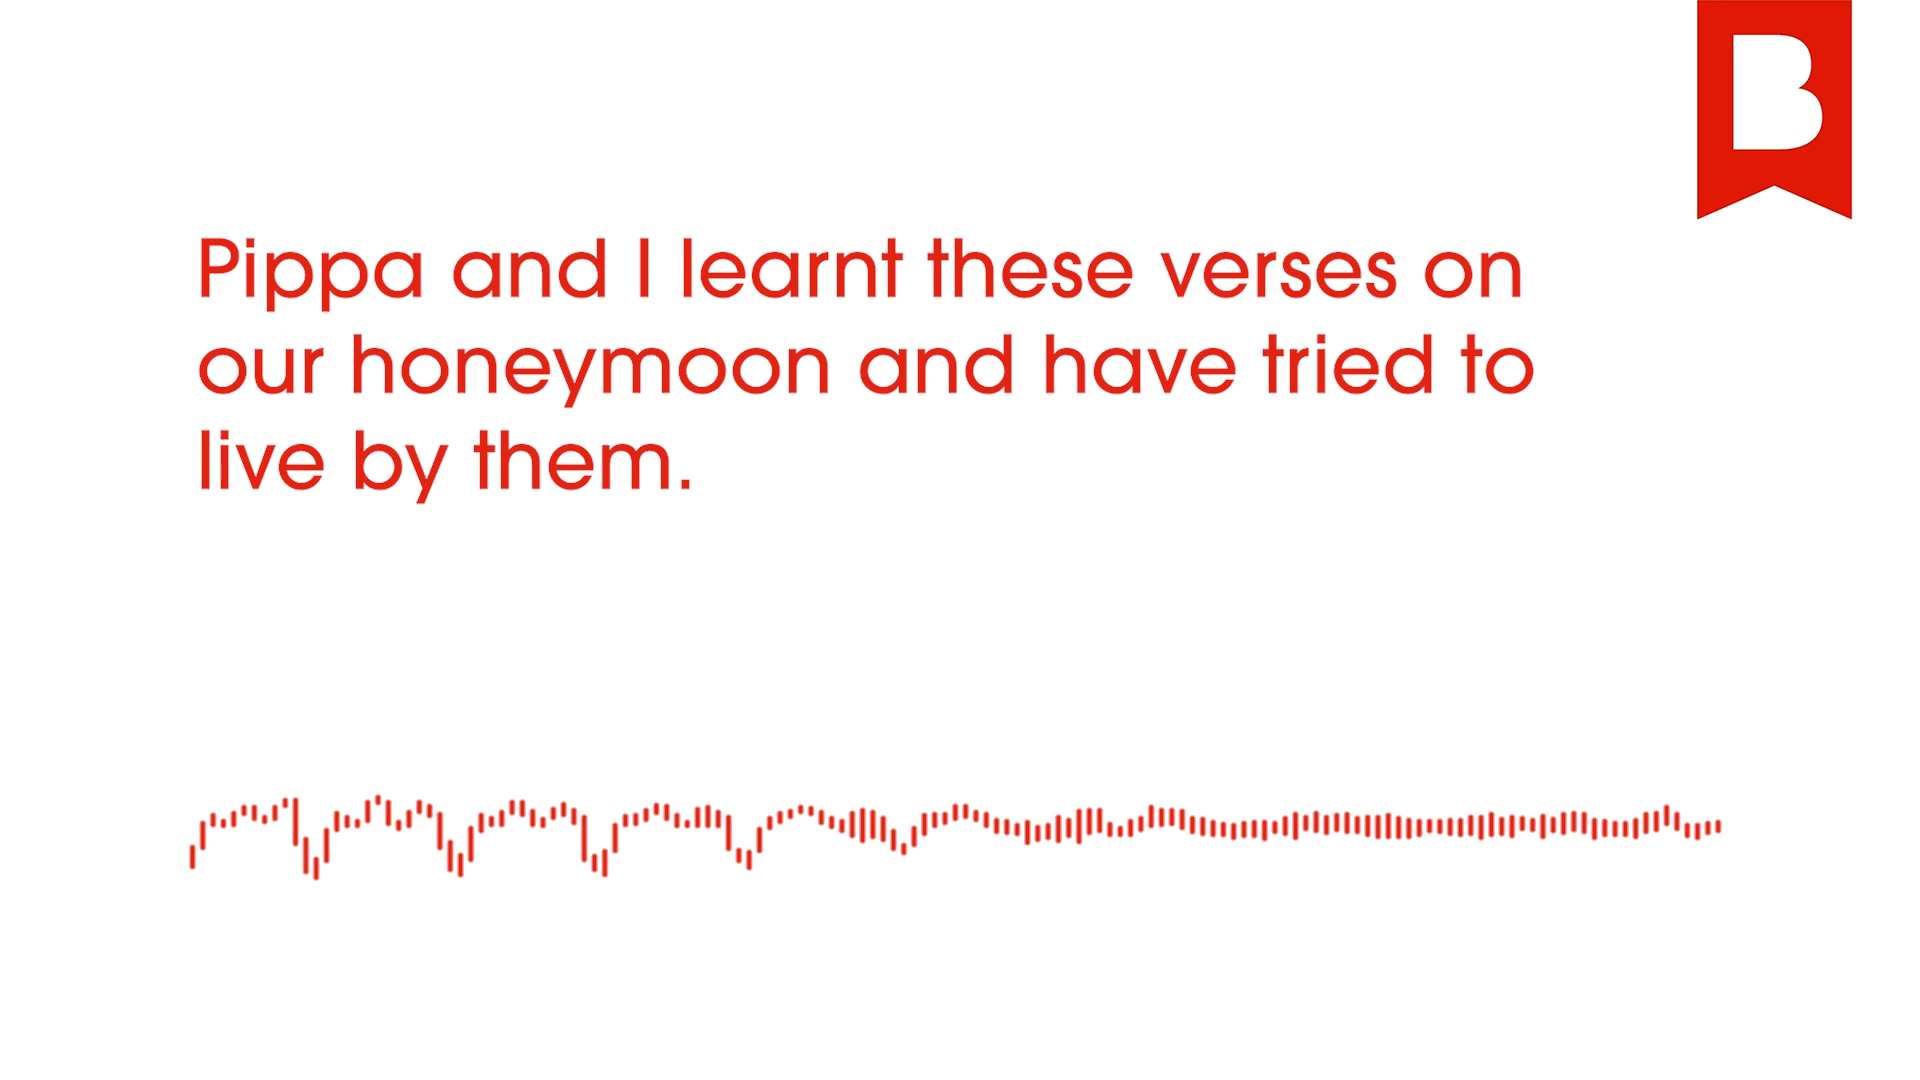 B
Pippa and I learnt these verses on
our honeymoon and have tried to
live by them.